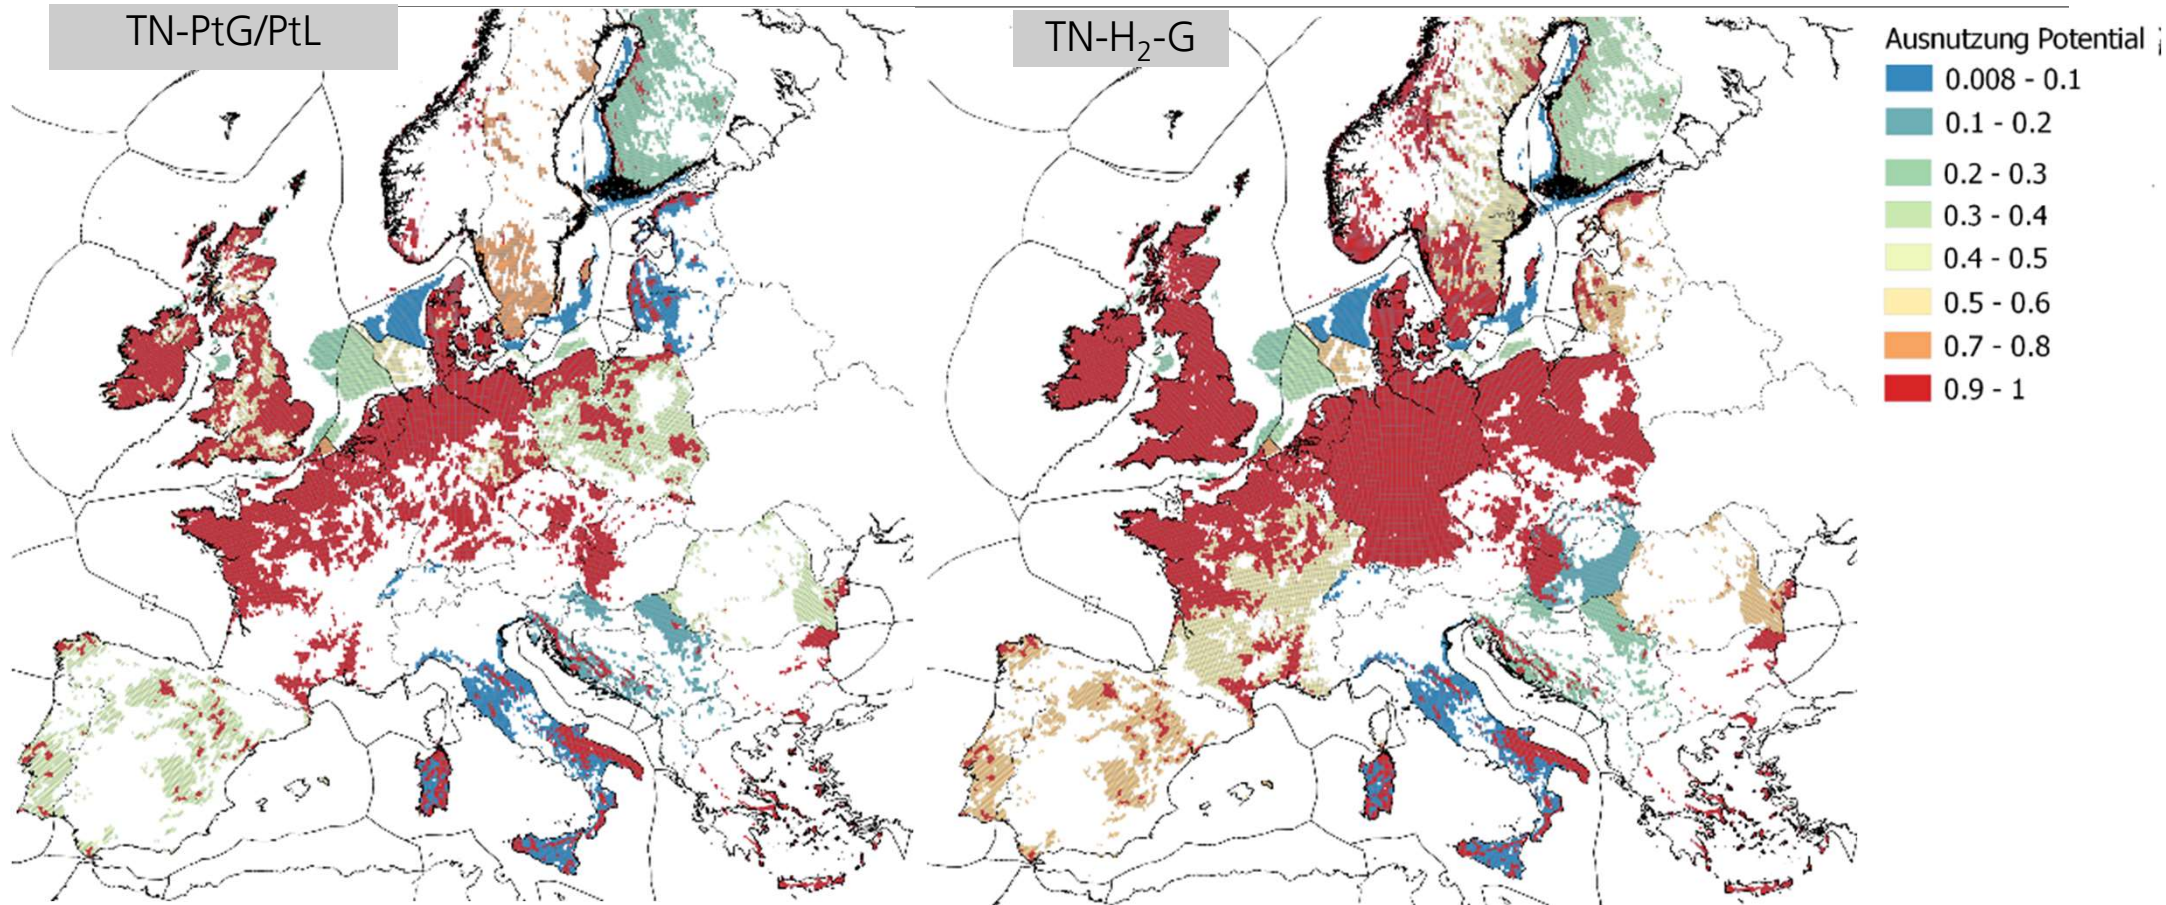 TN-PtG/PtL
TN-H₂-G
Ausnutzung Potential
0.008 - 0.1
0.1 - 0.2
0.2 - 0.3
0.3 - 0.4
0.4 - 0.5
0.5 - 0.6
0.7 - 0.8
0.9 - 1